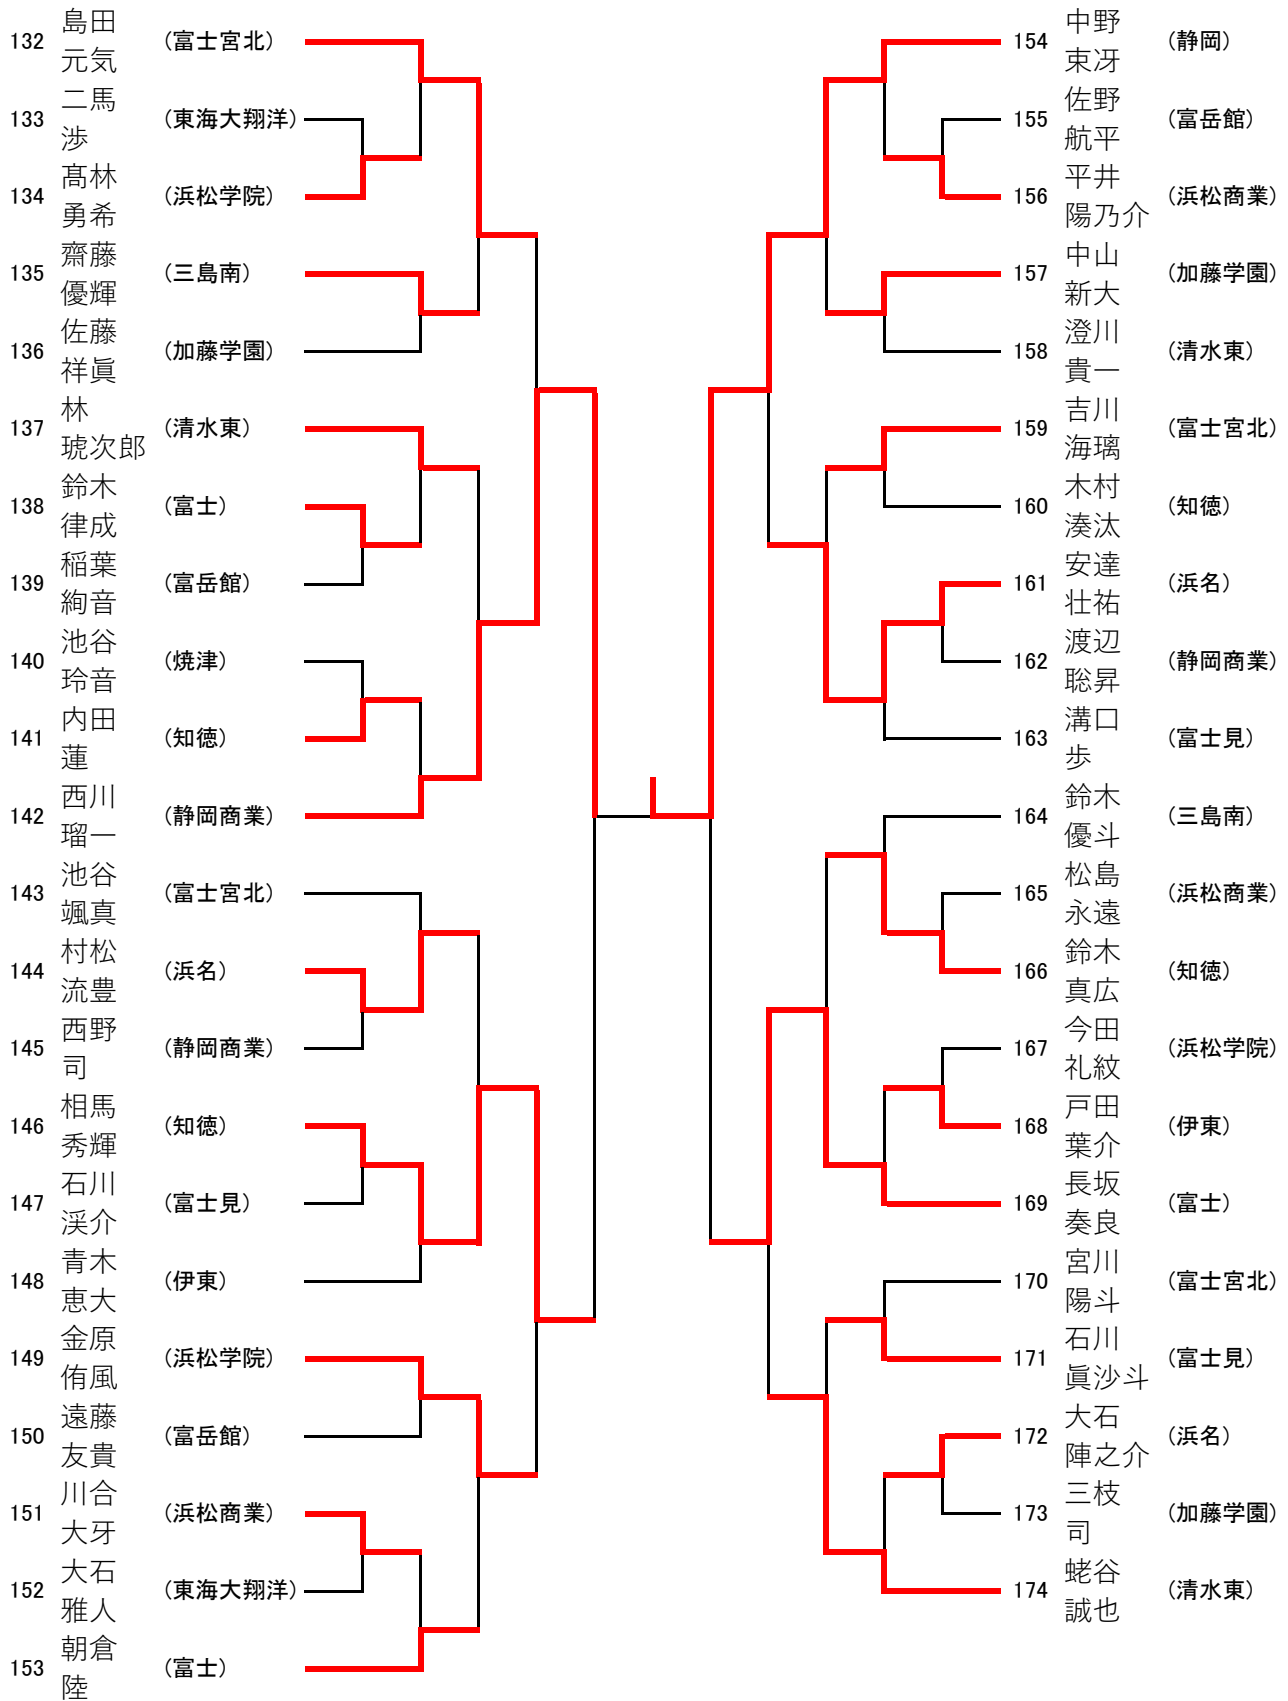 132 島田 元気 (富士宮北)
133 二馬 渉 (東海大翔洋)
134 髙林 勇希 (浜松学院)
135 齋藤 優輝 (三島南)
136 佐藤 祥眞 (加藤学園)
137 林 琥次郎 (清水東)
138 鈴木 律成 (富士)
139 稲葉 絢音 (富岳館)
140 池谷 玲音 (焼津)
141 内田 蓮 (知徳)
142 西川 瑠一 (静岡商業)
143 池谷 颯真 (富士宮北)
144 村松 流豊 (浜名)
145 西野 司 (静岡商業)
146 相馬 秀輝 (知徳)
147 石川 渓介 (富士見)
148 青木 恵大 (伊東)
149 金原 侑風 (浜松学院)
150 遠藤 友貴 (富岳館)
151 川合 大牙 (浜松商業)
152 大石 雅人 (東海大翔洋)
153 朝倉 陸 (富士)
154 中野 束冴 (静岡)
155 佐野 航平 (富岳館)
156 平井 陽乃介 (浜松商業)
157 中山 新大 (加藤学園)
158 澄川 貴一 (清水東)
159 吉川 海璃 (富士宮北)
160 木村 湊汰 (知徳)
161 安達 壮祐 (浜名)
162 渡辺 聡昇 (静岡商業)
163 溝口 歩 (富士見)
164 鈴木 優斗 (三島南)
165 松島 永遠 (浜松商業)
166 鈴木 真広 (知徳)
167 今田 礼紋 (浜松学院)
168 戸田 葉介 (伊東)
169 長坂 奏良 (富士)
170 宮川 陽斗 (富士宮北)
171 石川 眞沙斗 (富士見)
172 大石 陣之介 (浜名)
173 三枝 司 (加藤学園)
174 蛯谷 誠也 (清水東)